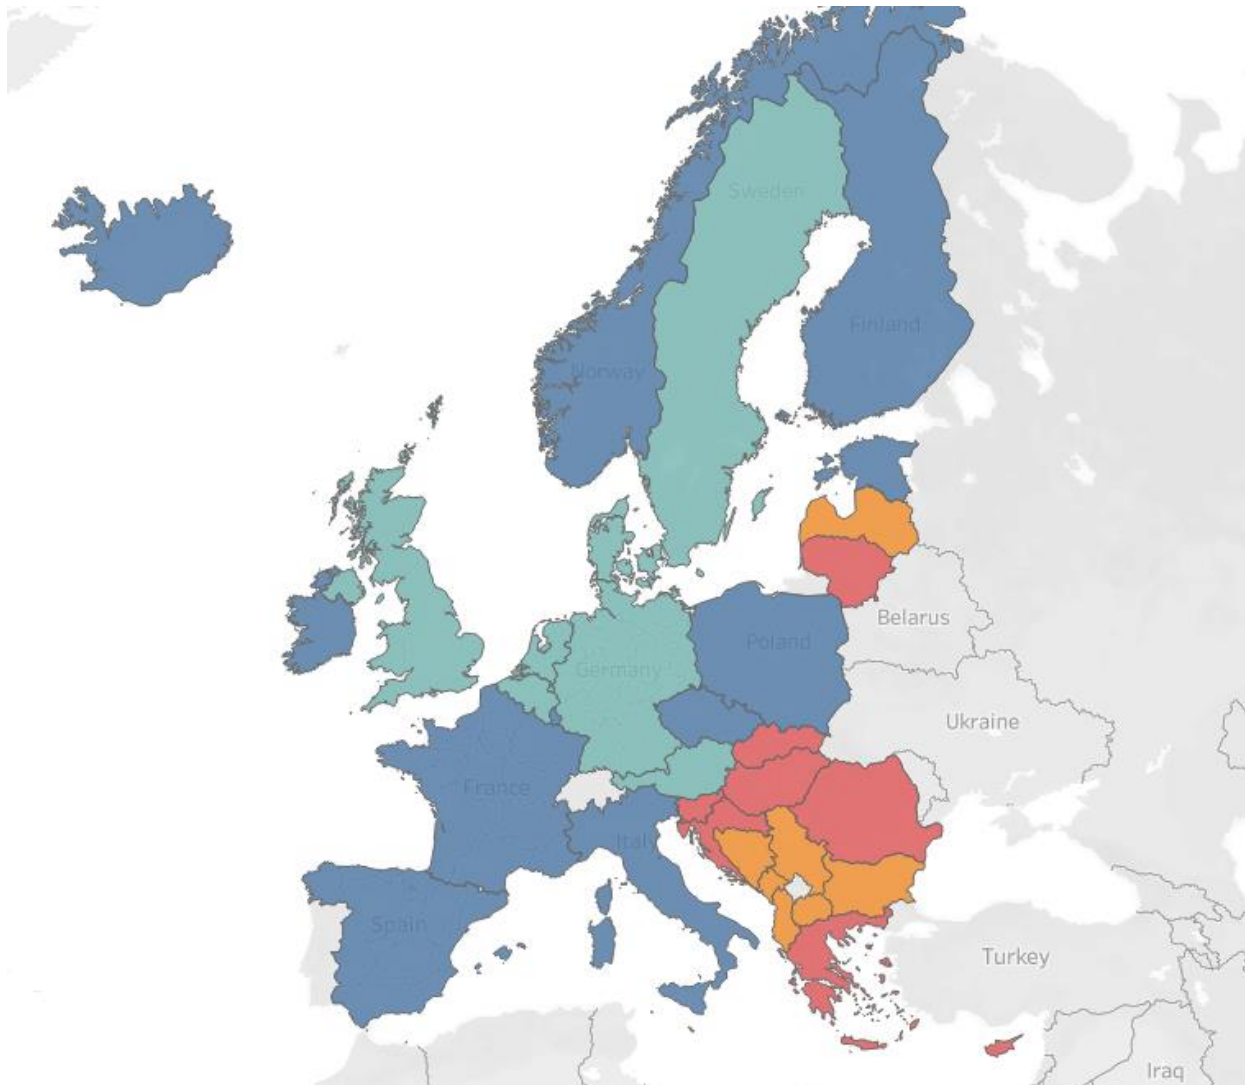 Sweden
Finland
Norway
Belarus
Poland
Germany
Ukraine
France
Italy
Spain
Turkey
Iraq